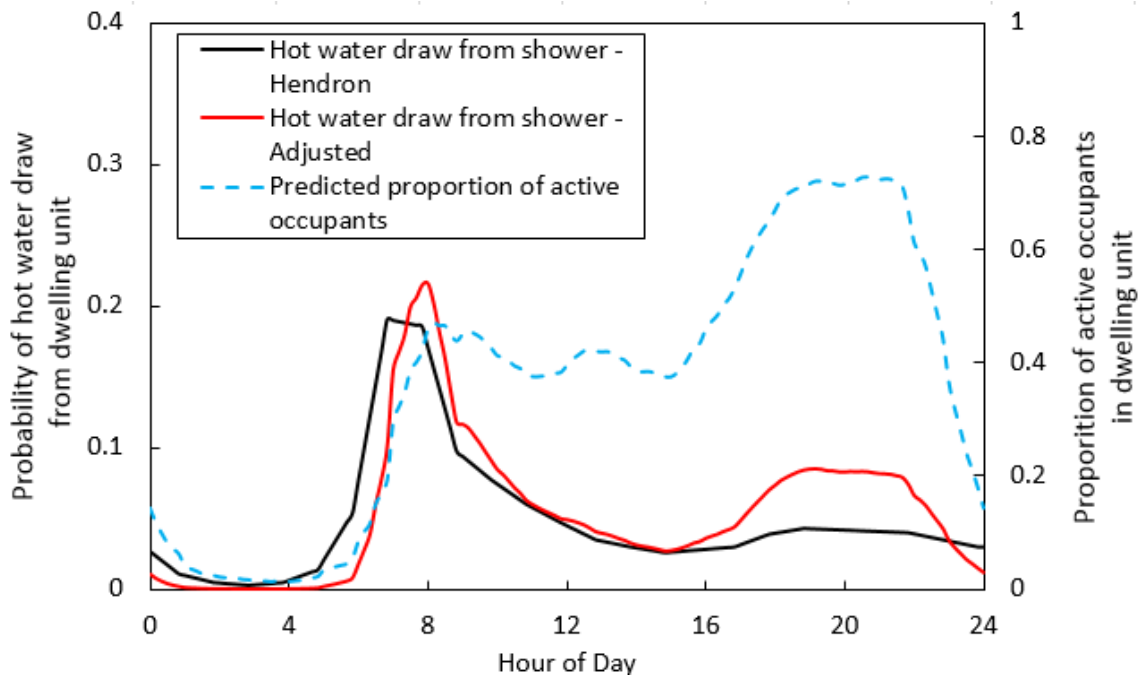 0.4
0.3
0.2
0.1
0
1
0.8
0.6
0.4
0.2
0
Hot water draw from shower -
Hendron
Hot water draw from shower -
Adjusted
Predicted proportion of active
occupants
Probability of hot water draw
from dwelling unit
Proporition of active occupants
in dwelling unit
0 4 8 12 16 20 24
Hour of Day